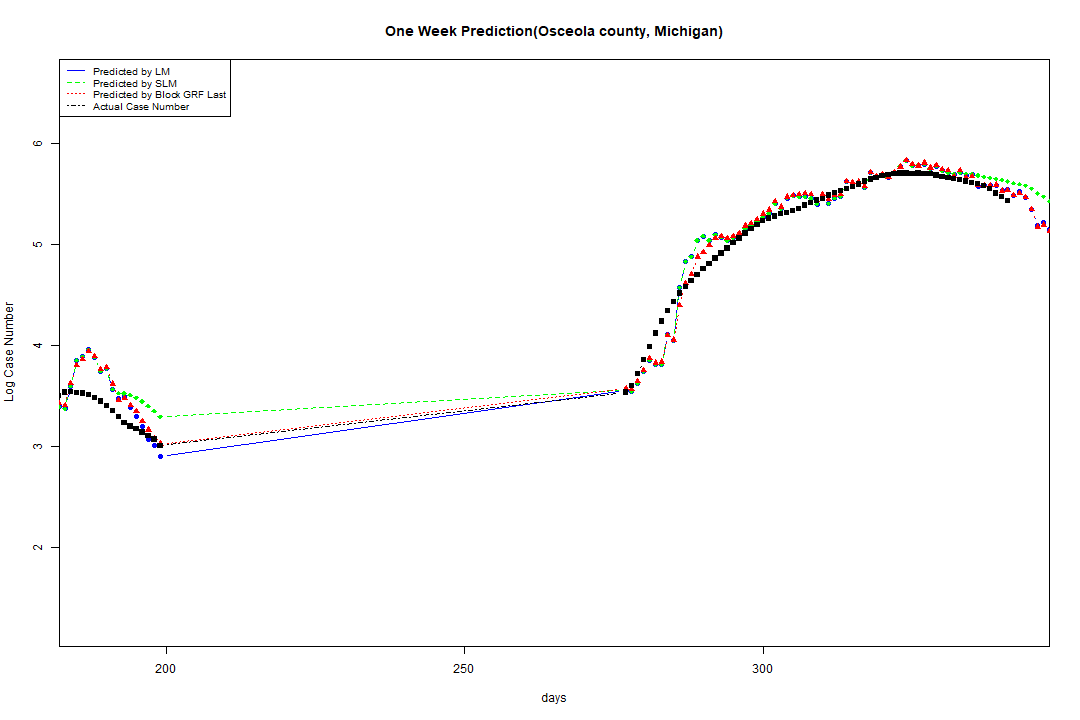 One Week Prediction(Osceola county, Michigan)
Predicted by LM
Predicted by SLM
Predicted by Block GRF Last
Actual Case Number
6
5
4
3
2
Log Case Number
200
250
300
days